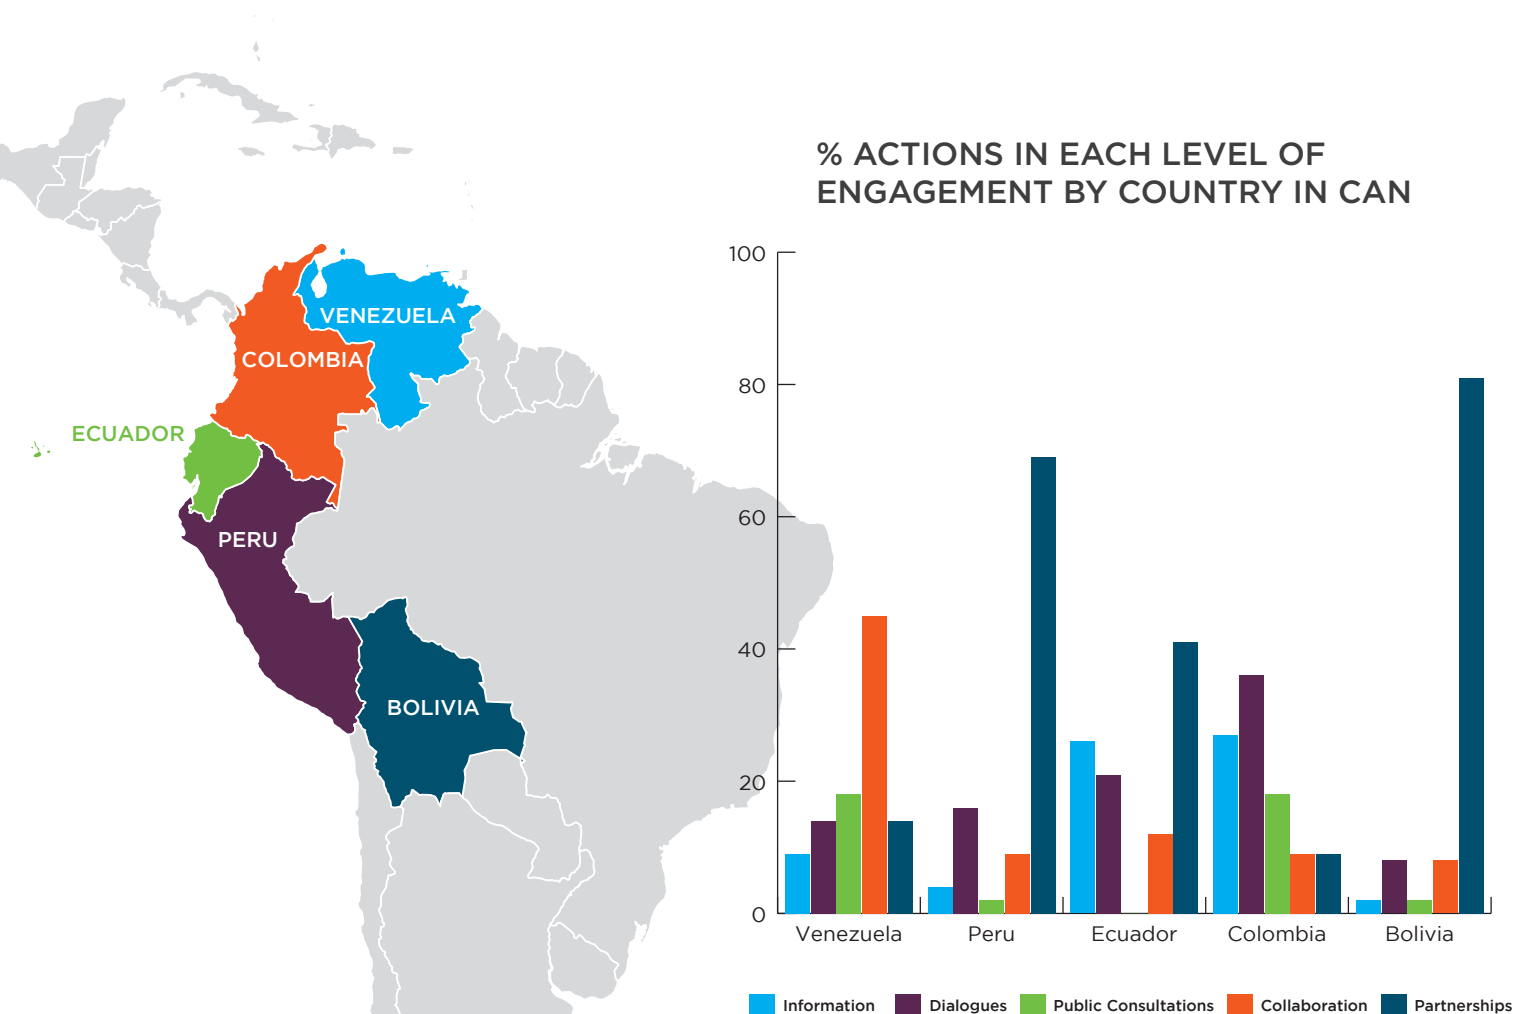 % ACTIONS IN EACH LEVEL OF
ENGAGEMENT BY COUNTRY IN CAN
VENEZUELA
COLOMBIA
ECUADOR
PERU
BOLIVIA
100
80
60
40
20
0
Venezuela Peru Ecuador Colombia Bolivia
Information Dialogues Public Consultations Collaboration Partnerships